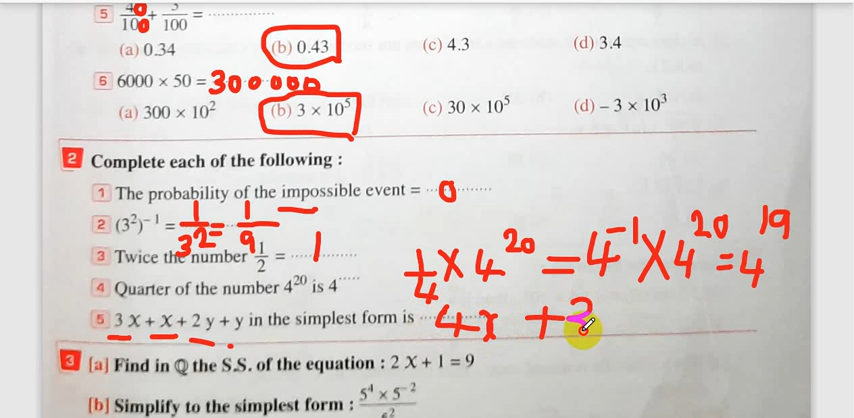 5 40/100 + 3/100 = ..............
(a) 0.34 (b) 0.43 (c) 4.3 (d) 3.4
6 6000 × 50 = 300000
(a) 300 × 10² (b) 3 × 10⁵ (c) 30 × 10⁵ (d) – 3 × 10³
2 Complete each of the following :
1 The probability of the impossible event = ... 0 ........
2 (3²)⁻¹ = 1/3² = 1/9
3 Twice the number 1/2 = ..... 1 ........
1/4 × 4²⁰ = 4⁻¹ × 4²⁰ = 4¹⁹
4 Quarter of the number 4²⁰ is 4 .....
5 3 X + X + 2 y + y in the simplest form is ....... 4x + 3
3 [a] Find in ℚ the S.S. of the equation : 2 X + 1 = 9
[b] Simplify to the simplest form : 5⁴ × 5⁻²